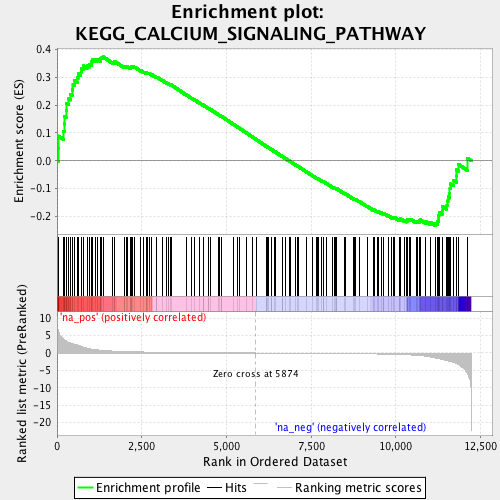 Enrichment plot:
KEGG_CALCIUM_SIGNALING_PATHWAY
Enrichment score (ES)
0.4
0.3
0.2
0.1
0.0
-0.1
-0.2
'na_pos' (positively correlated)
Ranked list metric (PreRanked)
10
5
0
-5
-10
-15
-20
Zero cross at 5874
'na_neg' (negatively correlated)
0
2,500
5,000
7,500
10,000
12,500
Rank in Ordered Dataset
Enrichment profile
Hits
Ranking metric scores